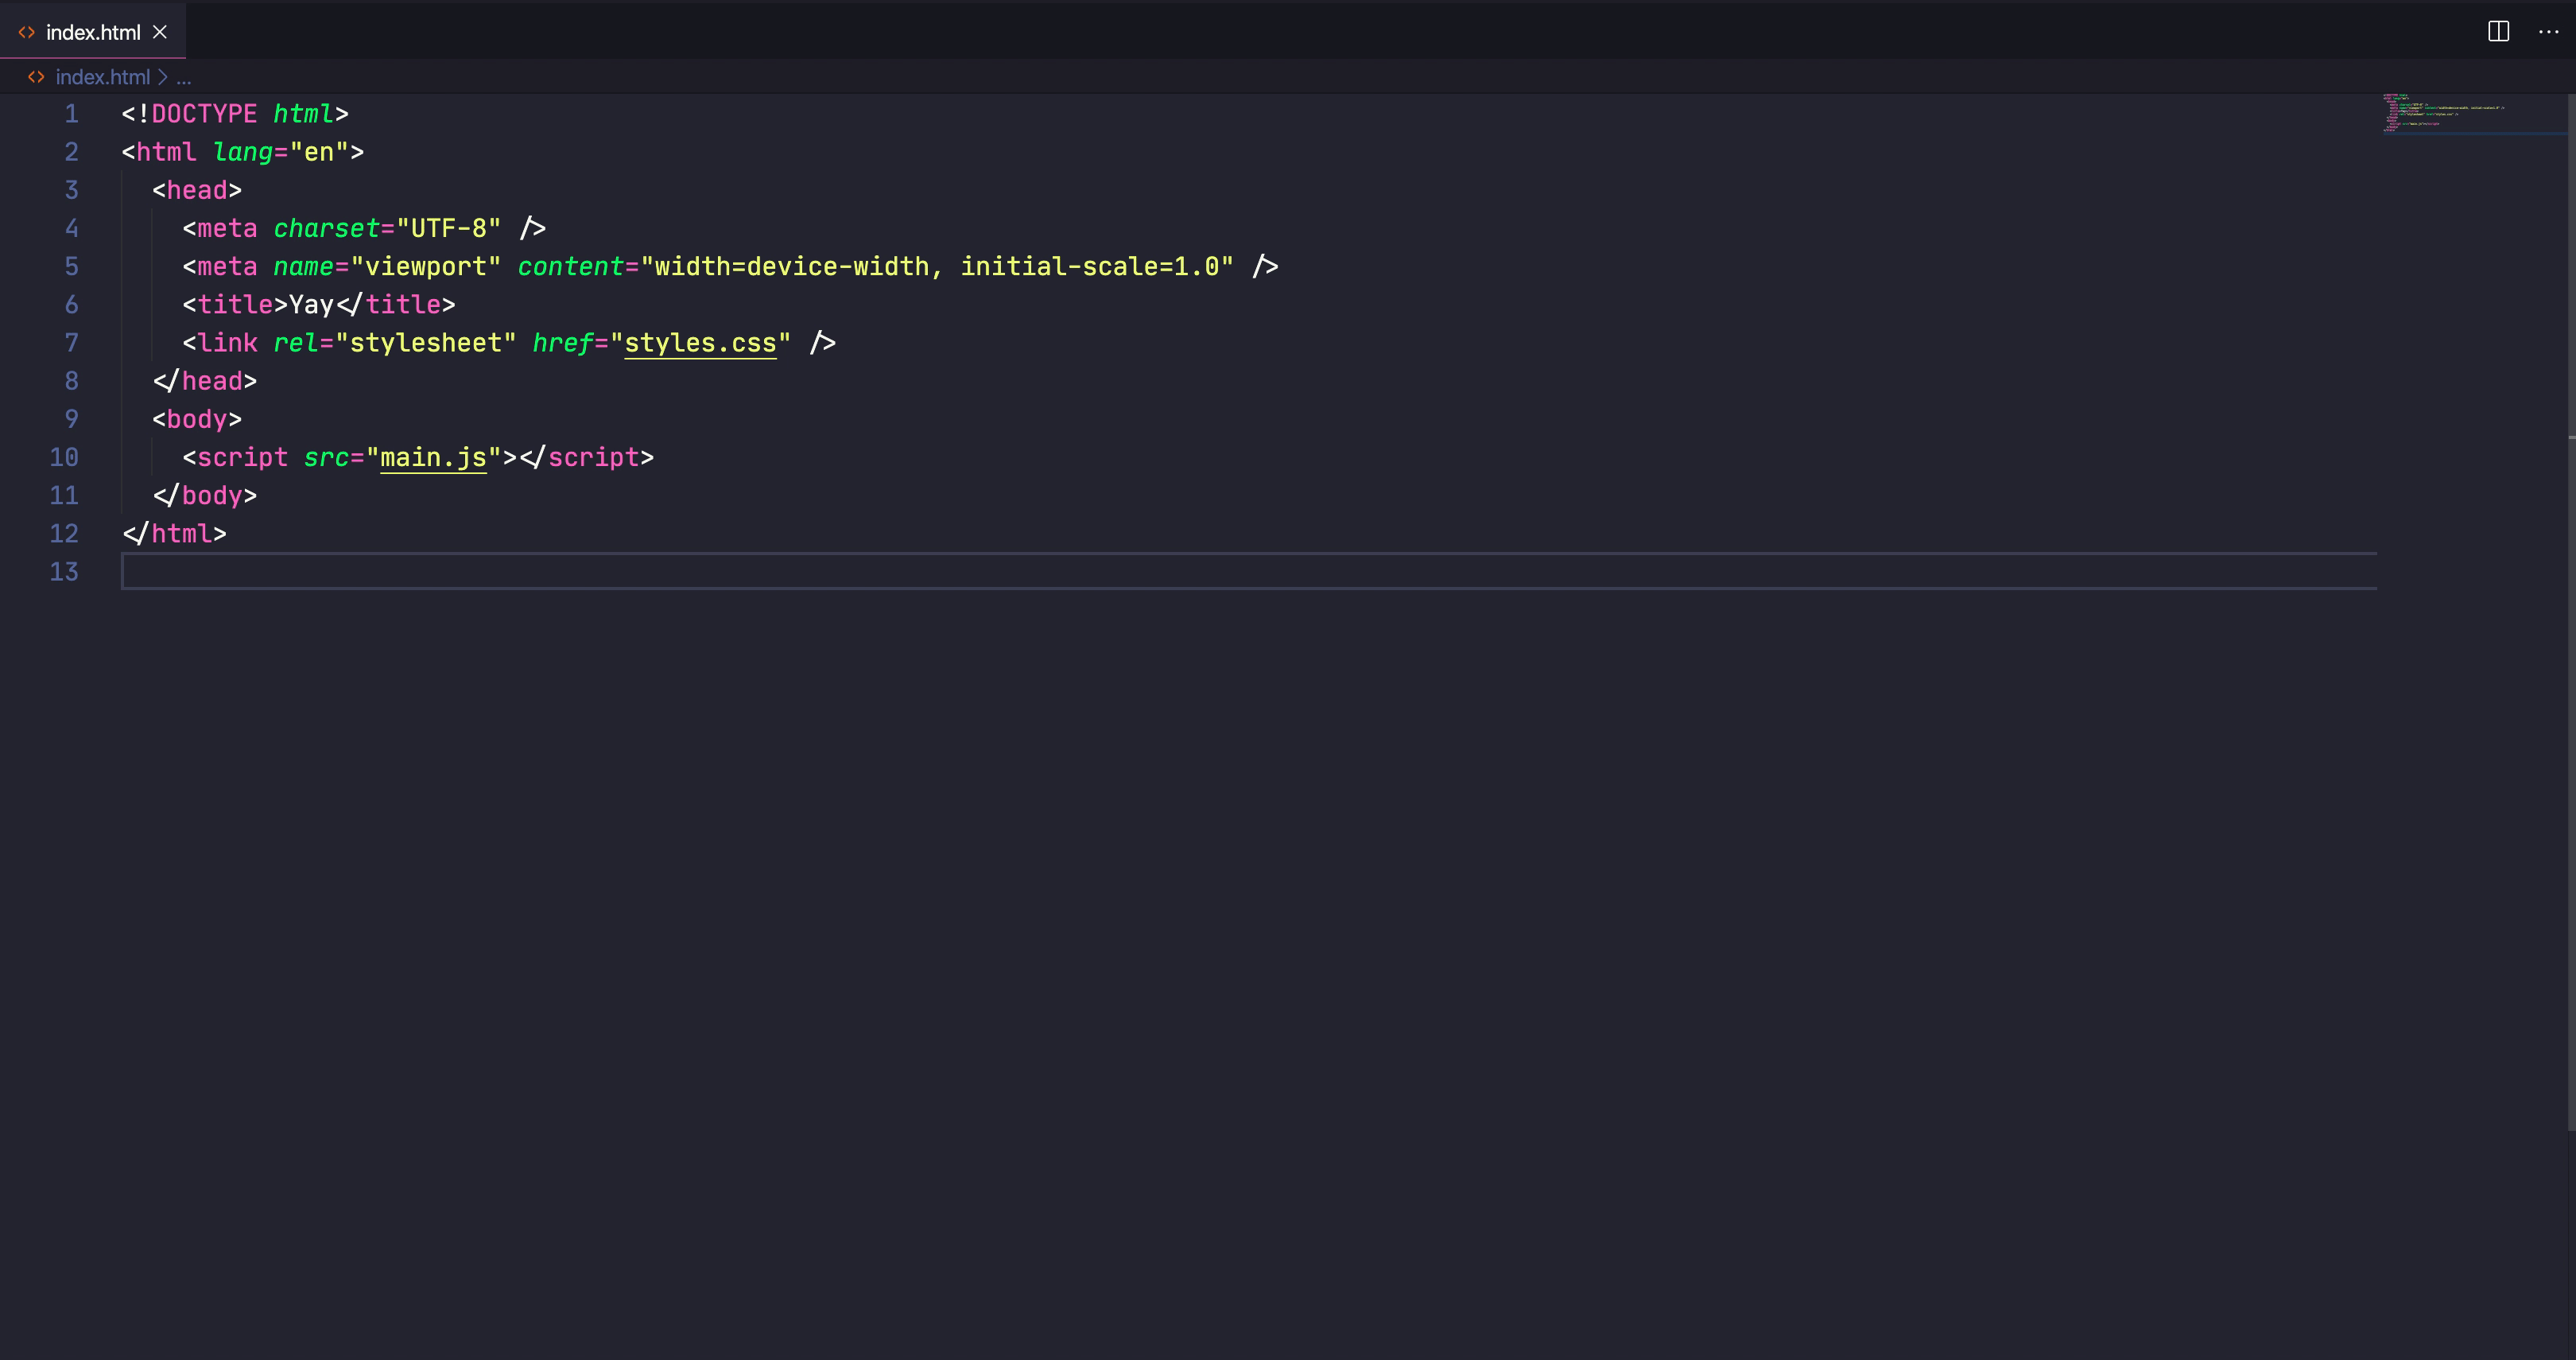 index.html
index.html > ...
1 <!DOCTYPE html>
2 <html lang="en">
3   <head>
4     <meta charset="UTF-8" />
5     <meta name="viewport" content="width=device-width, initial-scale=1.0" />
6     <title>Yay</title>
7     <link rel="stylesheet" href="styles.css" />
8   </head>
9   <body>
10     <script src="main.js"></script>
11   </body>
12 </html>
13